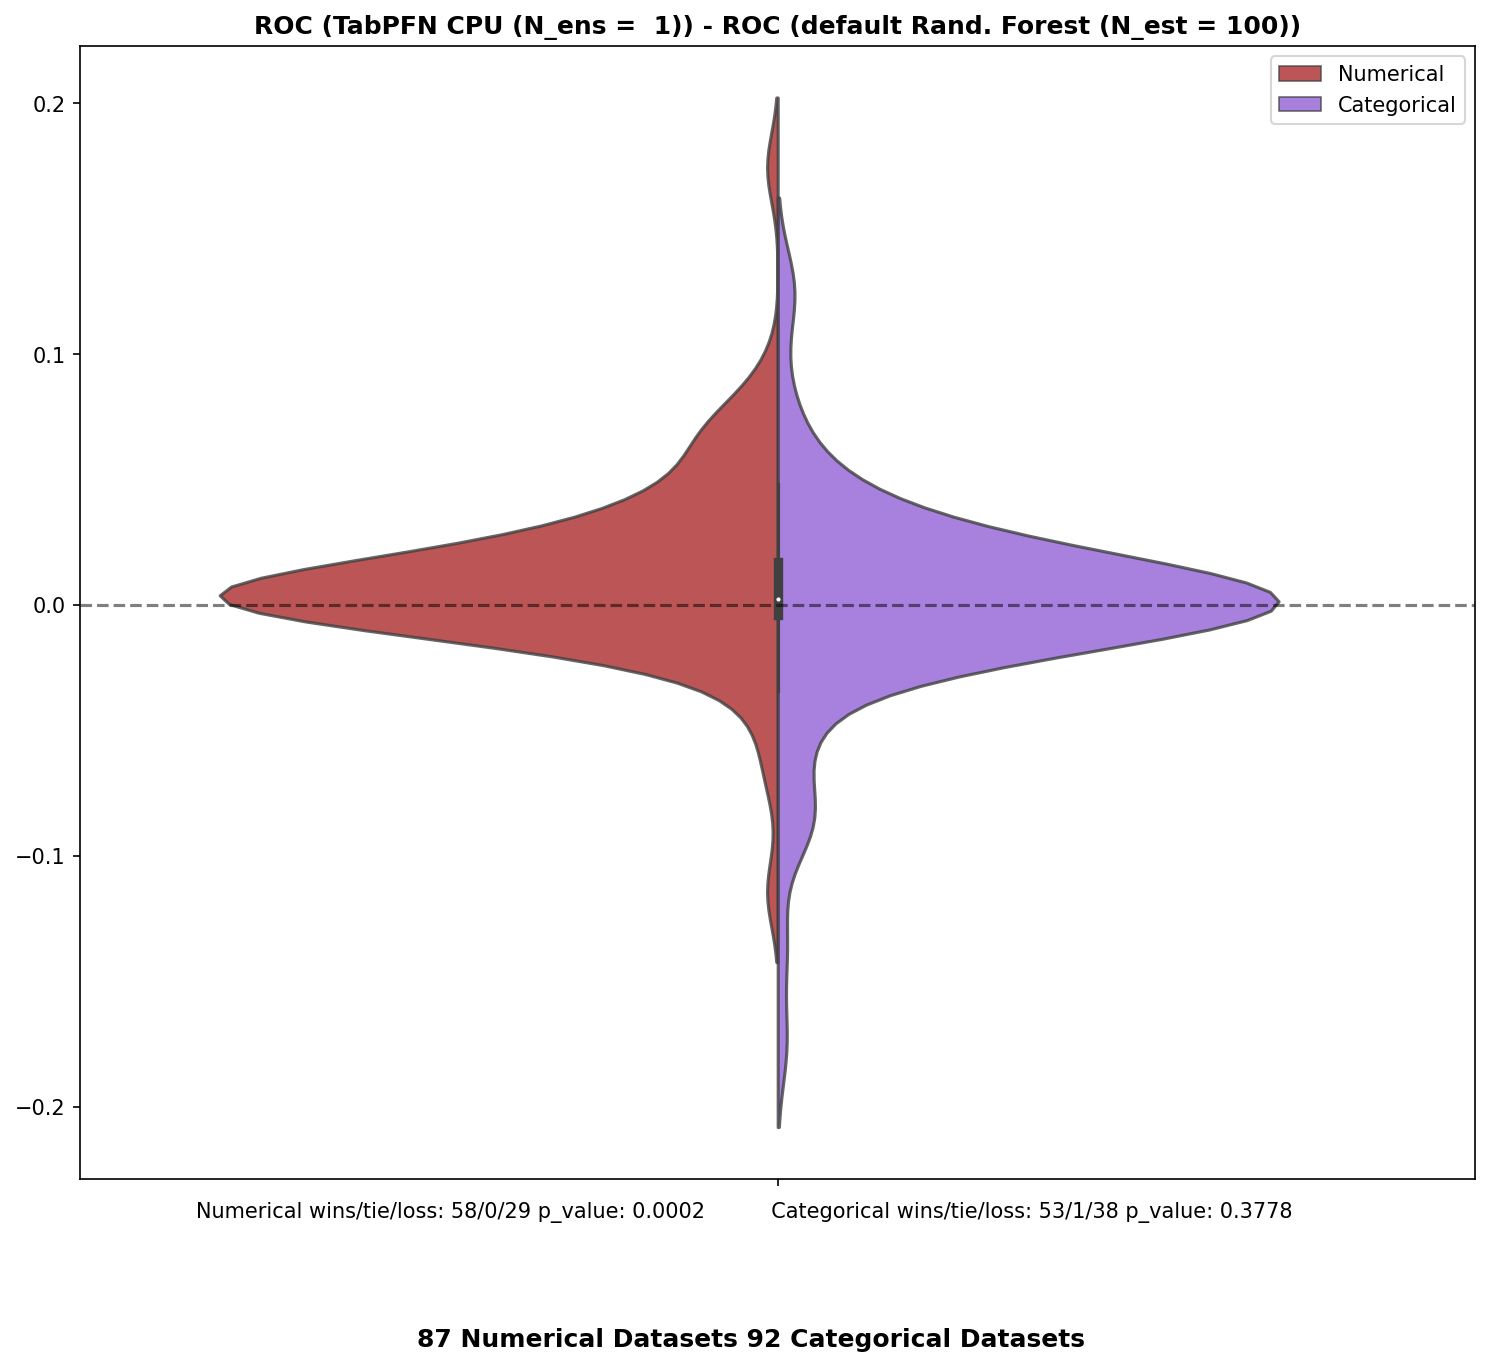 ROC (TabPFN CPU (N_ens =  1)) - ROC (default Rand. Forest (N_est = 100))
Numerical
Categorical
0.2
0.1
0.0
−0.1
−0.2
Numerical wins/tie/loss: 58/0/29 p_value: 0.0002
Categorical wins/tie/loss: 53/1/38 p_value: 0.3778
87 Numerical Datasets 92 Categorical Datasets